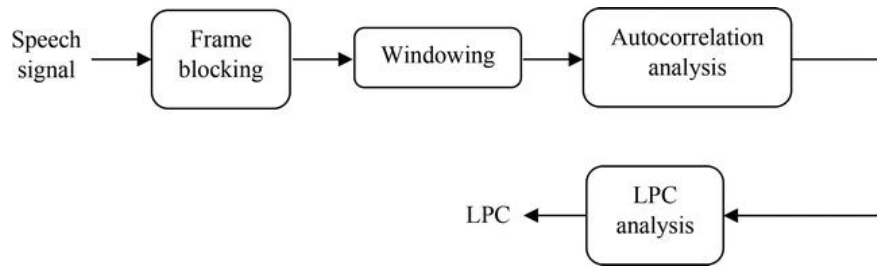 Speech
signal
Frame
blocking
Windowing
Autocorrelation
analysis
LPC
analysis
LPC